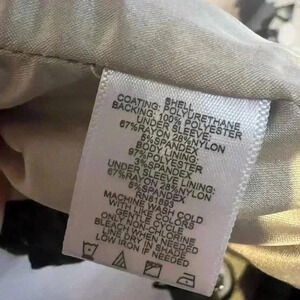 SHELL
COATING: POLYURETHANE
BACKING: 100% POLYESTER
UNDER SLEEVE:
67%RAYON 28%NYLON
5%SPANDEX
BODY LINING:
97%POLYESTER
3%SPANDEX
UNDER SLEEVE LINING:
67%RAYON 28%NYLON
5%SPANDEX
MACHINE WASH COLD
GENTLE CYCLE
WITH LIKE COLORS
ONLY NON-CHLORINE
BLEACH WHEN NEEDED
LINE DRY IN SHADE
LOW IRON IF NEEDED